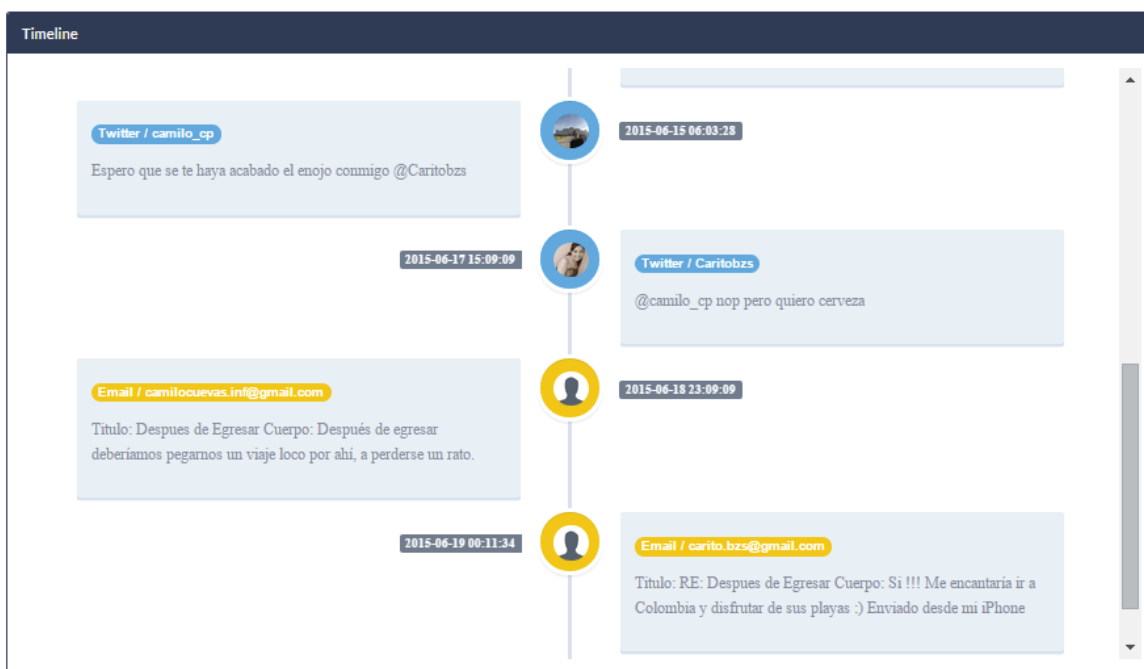 Timeline
Twitter / camilo_cp
2015-06-15 06:03:28
Espero que se te haya acabado el enojo conmigo @Caritobzs
2015-06-17 15:09:09
Twitter / Caritobzs
@camilo_cp nop pero quiero cerveza
Email / camilocuevas.inf@gmail.com
2015-06-18 23:09:09
Titulo: Despues de Egresar Cuerpo: Después de egresar
deberíamos pegarnos un viaje loco por ahí, a perderse un rato.
2015-06-19 00:11:34
Email / carito.bzs@gmail.com
Titulo: RE: Despues de Egresar Cuerpo: Si !!! Me encantaría ir a
Colombia y disfrutar de sus playas :) Enviado desde mi iPhone